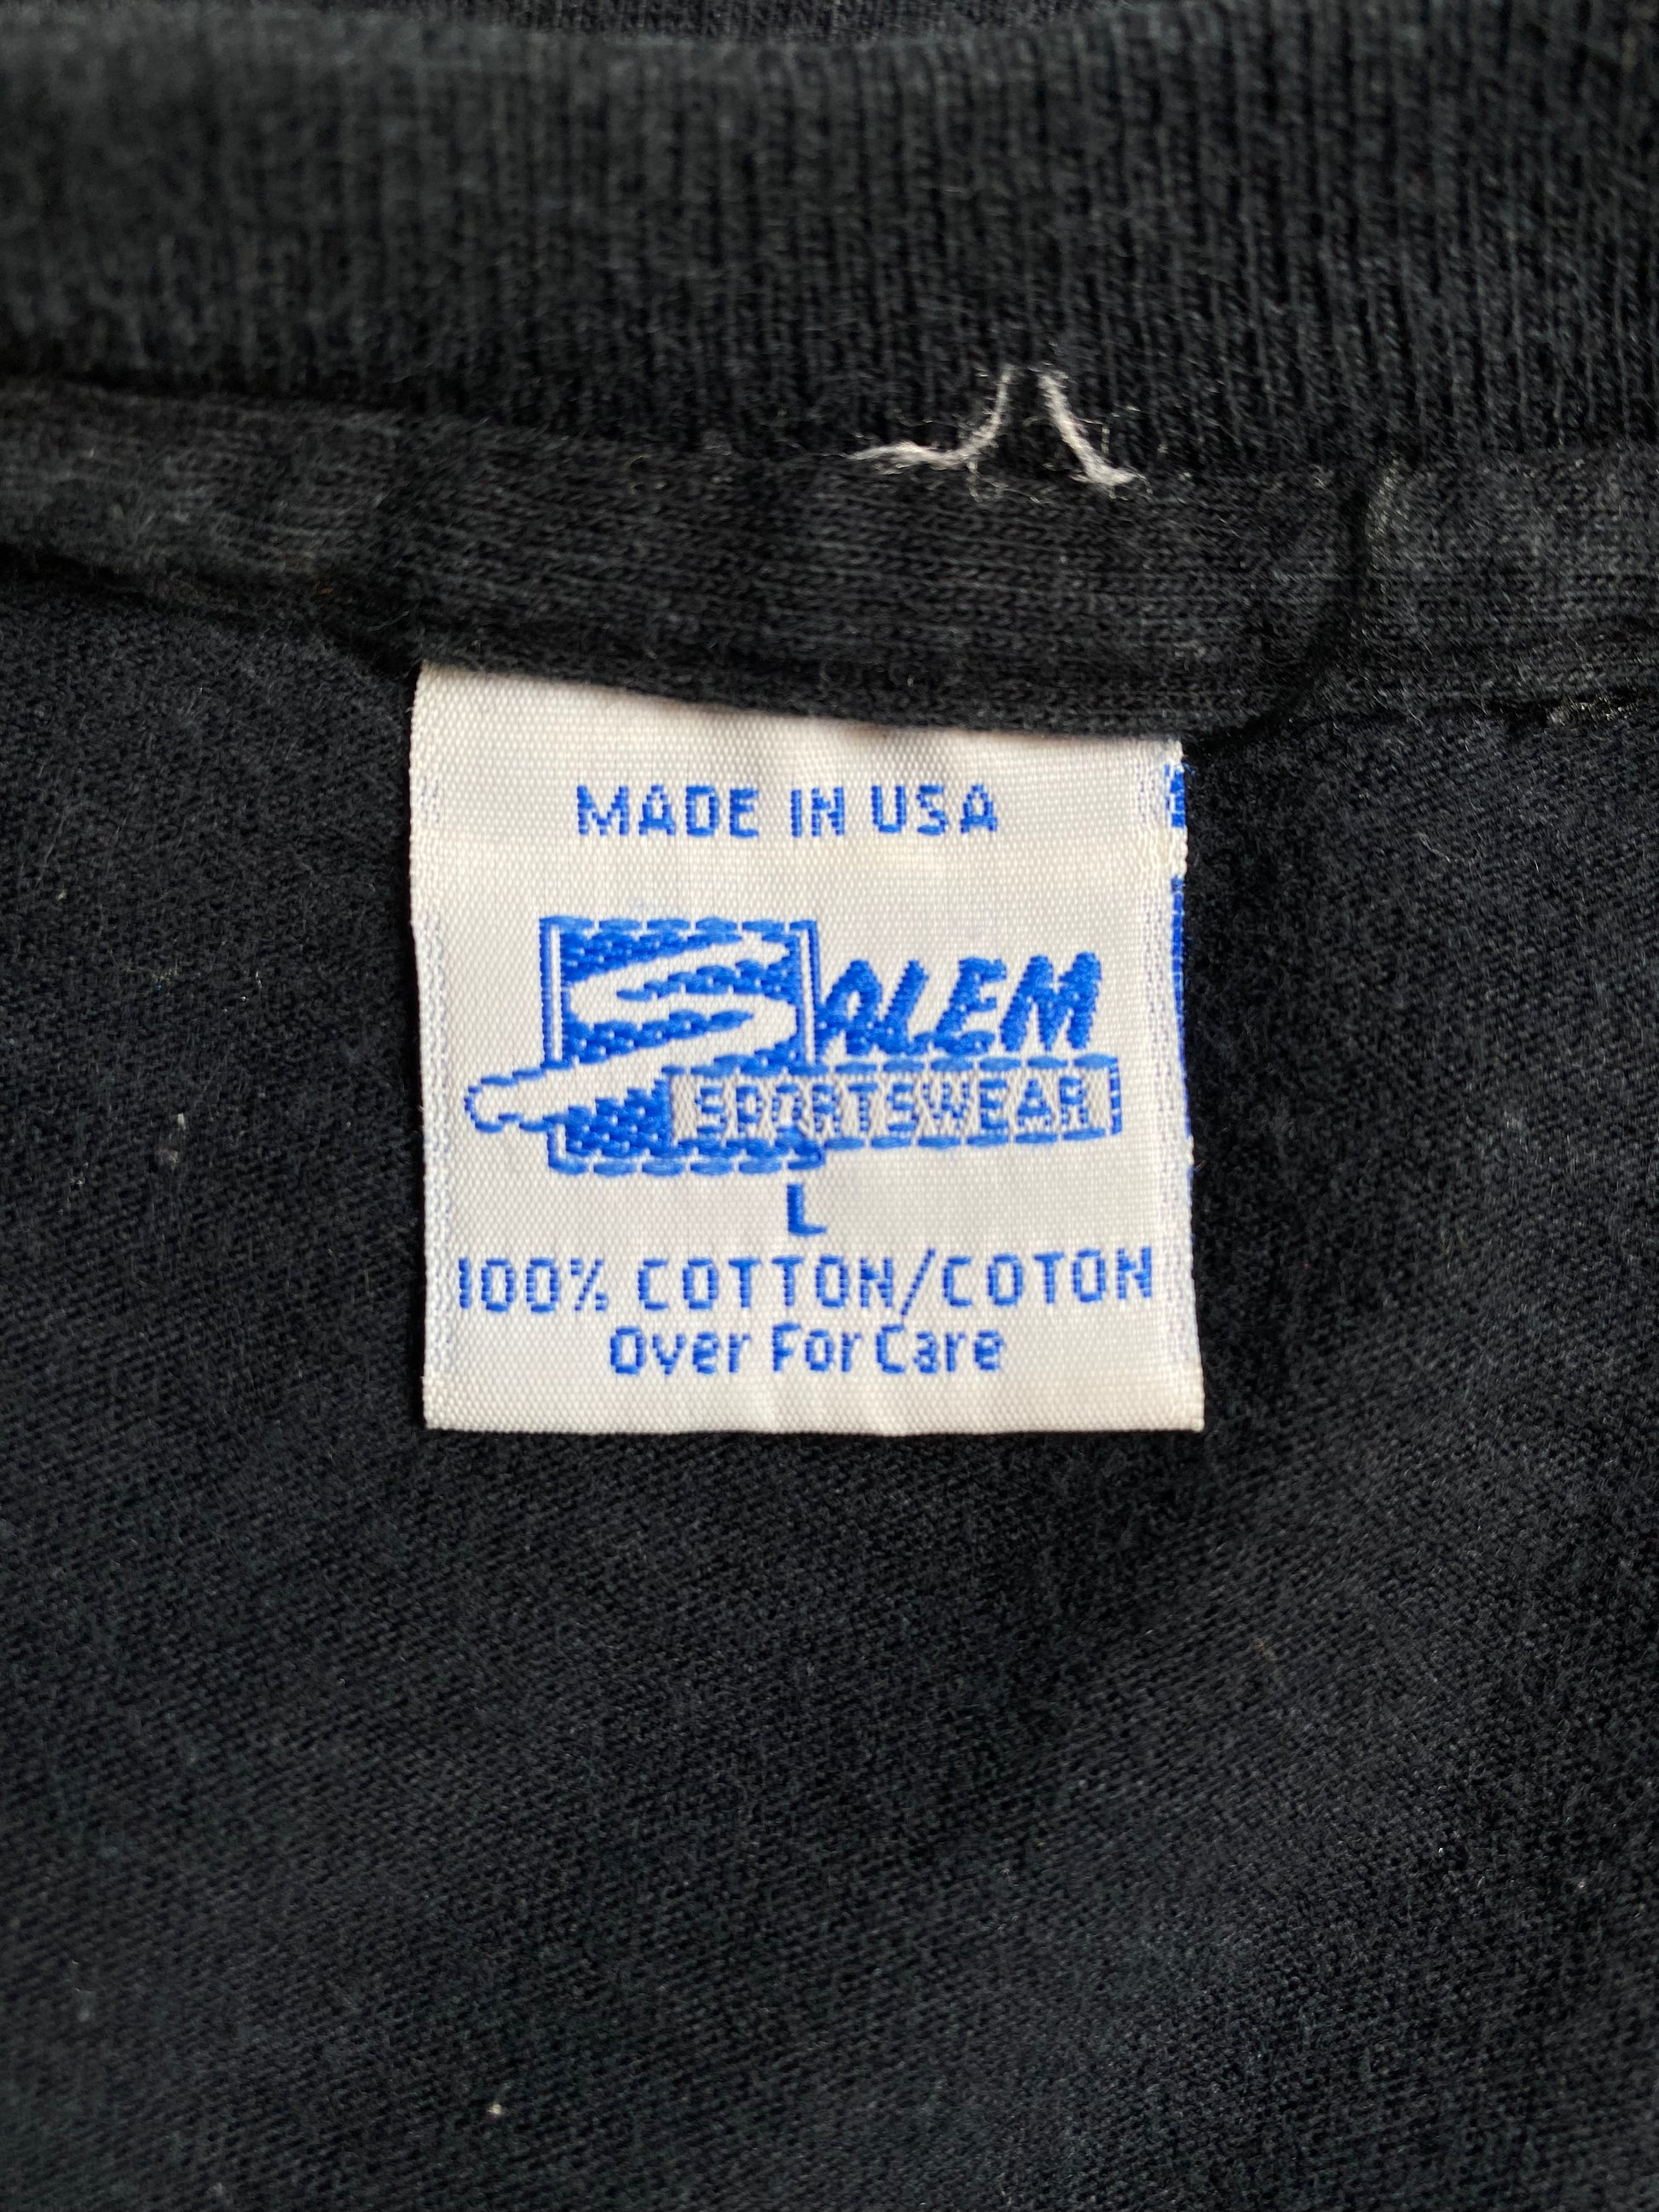 MADE IN USA
SALEM
SPORTSWEAR
L
100% COTTON/COTON
Over For Care